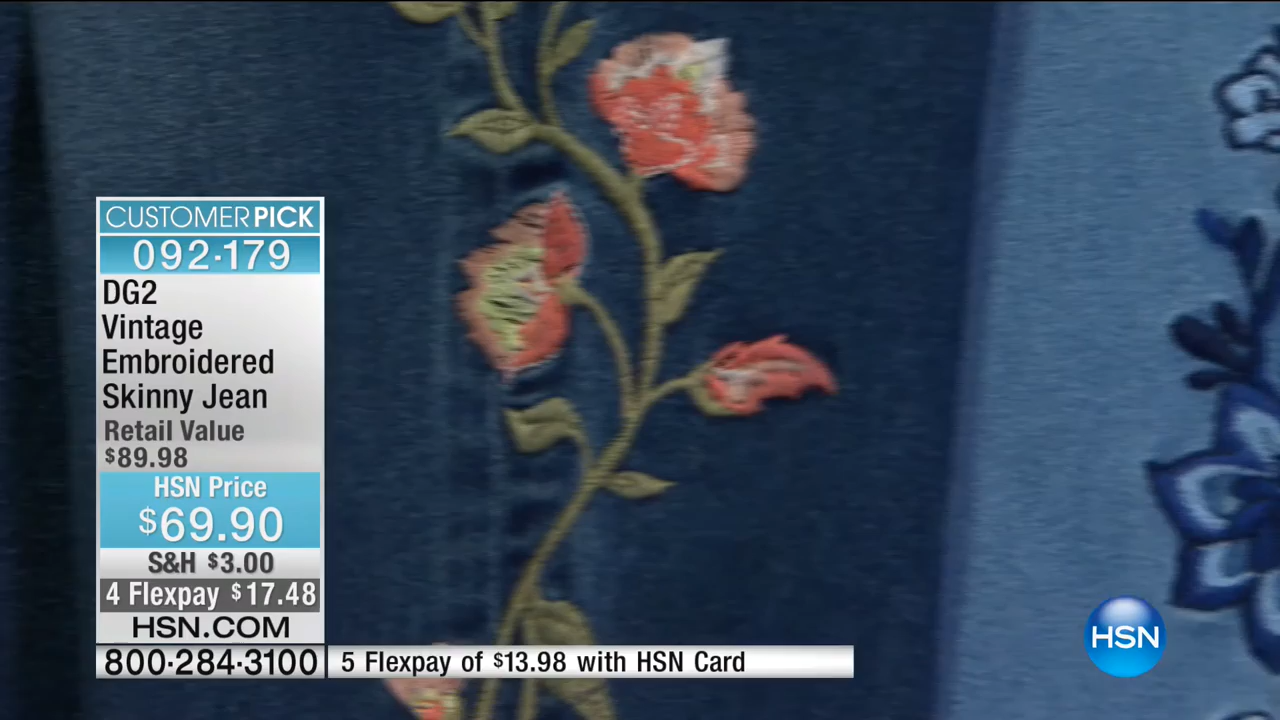 CUSTOMERPICK
092-179
DG2
Vintage
Embroidered
Skinny Jean
Retail Value
$89.98
HSN Price
$69.90
S&H $3.00
4 Flexpay $17.48
HSN.COM
800-284-3100
5 Flexpay of $13.98 with HSN Card
HSN